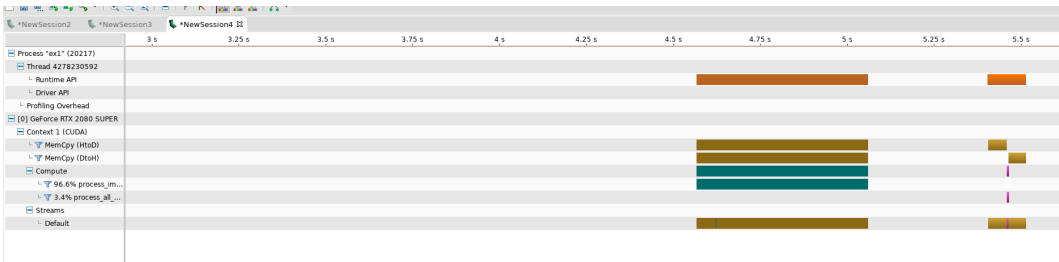 *NewSession2 *NewSession3 *NewSession4
3 s 3.25 s 3.5 s 3.75 s 4 s 4.25 s 4.5 s 4.75 s 5 s 5.25 s 5.5 s
Process "ex1" (20217)
Thread 4278230592
Runtime API
Driver API
Profiling Overhead
[0] GeForce RTX 2080 SUPER
Context 1 (CUDA)
MemCpy (HtoD)
MemCpy (DtoH)
Compute
96.6% process_im...
3.4% process_all_...
Streams
Default